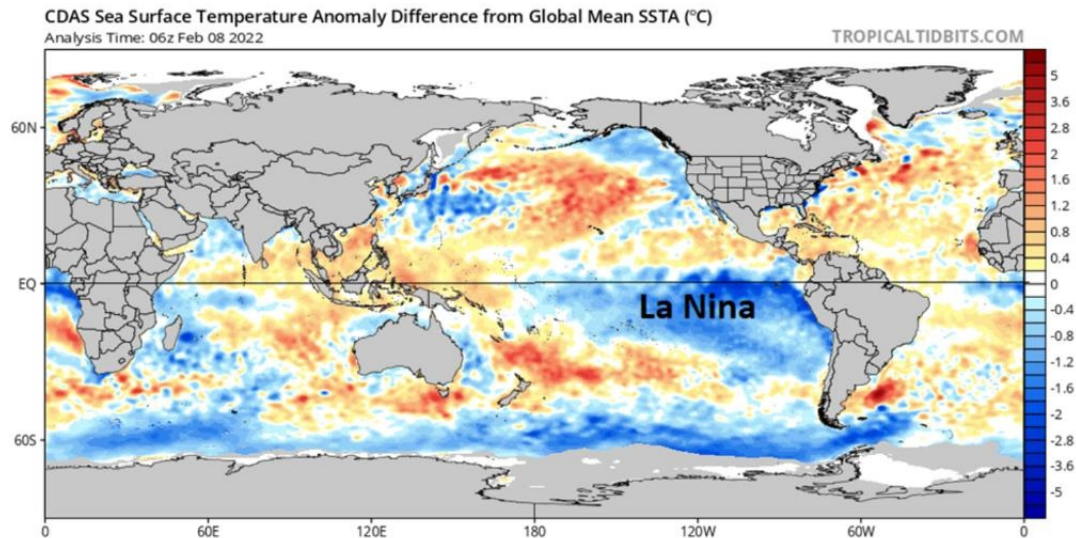 CDAS Sea Surface Temperature Anomaly Difference from Global Mean SSTA (°C)
Analysis Time: 06z Feb 08 2022
TROPICALTIDBITS.COM
60N
EQ
60S
La Nina
0
60E
120E
180
120W
60W
0
5
3.6
2.8
2
1.6
1.2
0.8
0.4
0
-0.4
-0.8
-1.2
-1.6
-2
-2.8
-3.6
-5